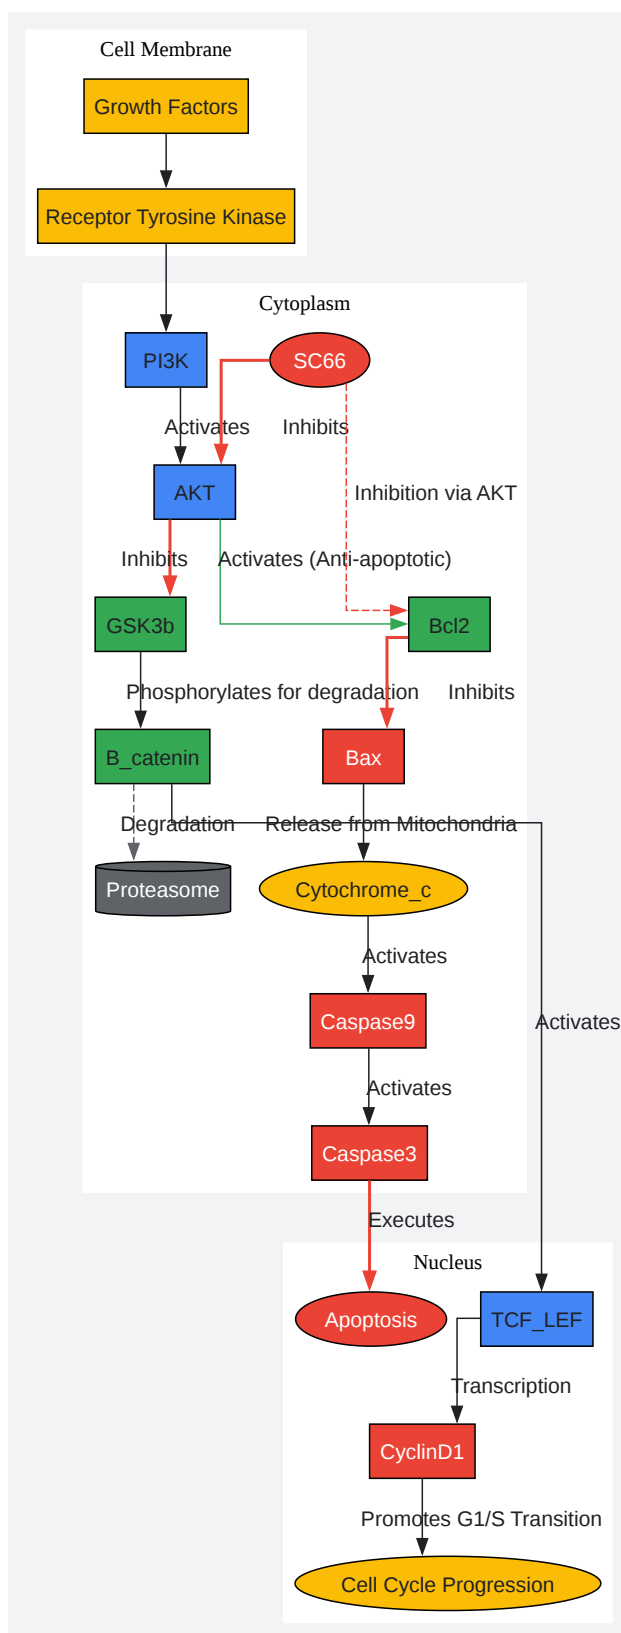 Cell Membrane
Growth Factors
Receptor Tyrosine Kinase
Cytoplasm
PI3K
SC66
Activates
Inhibits
AKT
Inhibition via AKT
Inhibits
Activates (Anti-apoptotic)
GSK3b
Bcl2
Phosphorylates for degradation
Inhibits
B_catenin
Bax
Degradation
Release from Mitochondria
Proteasome
Cytochrome_c
Activates
Caspase9
Activates
Activates
Caspase3
Executes
Nucleus
Apoptosis
TCF_LEF
Transcription
CyclinD1
Promotes G1/S Transition
Cell Cycle Progression